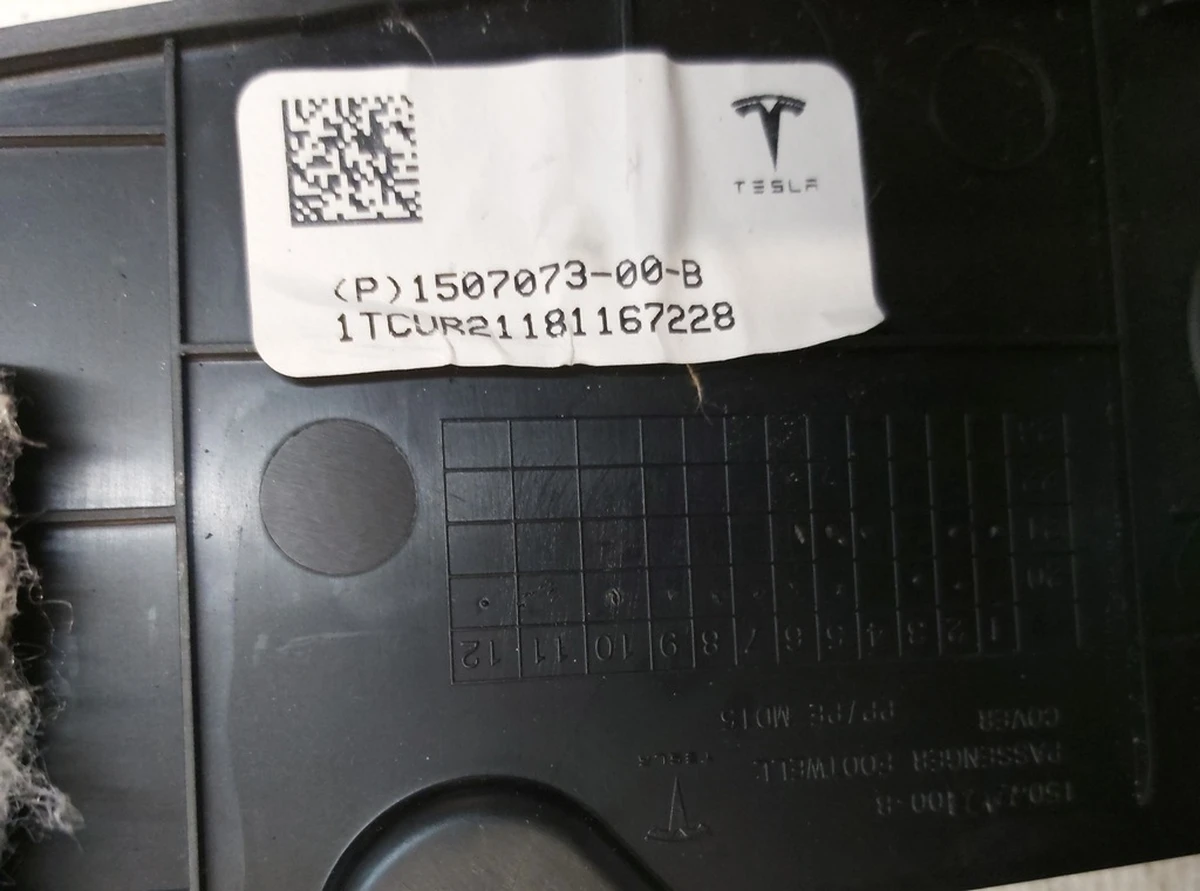 TESLA
(P)1507073-00-B
1TCUR21181167228
20
12 11 10 9 8 7 6 5 4 3 2 1
PASSENGER FOOTWELL
COVER PP/PE MD15
TESLA